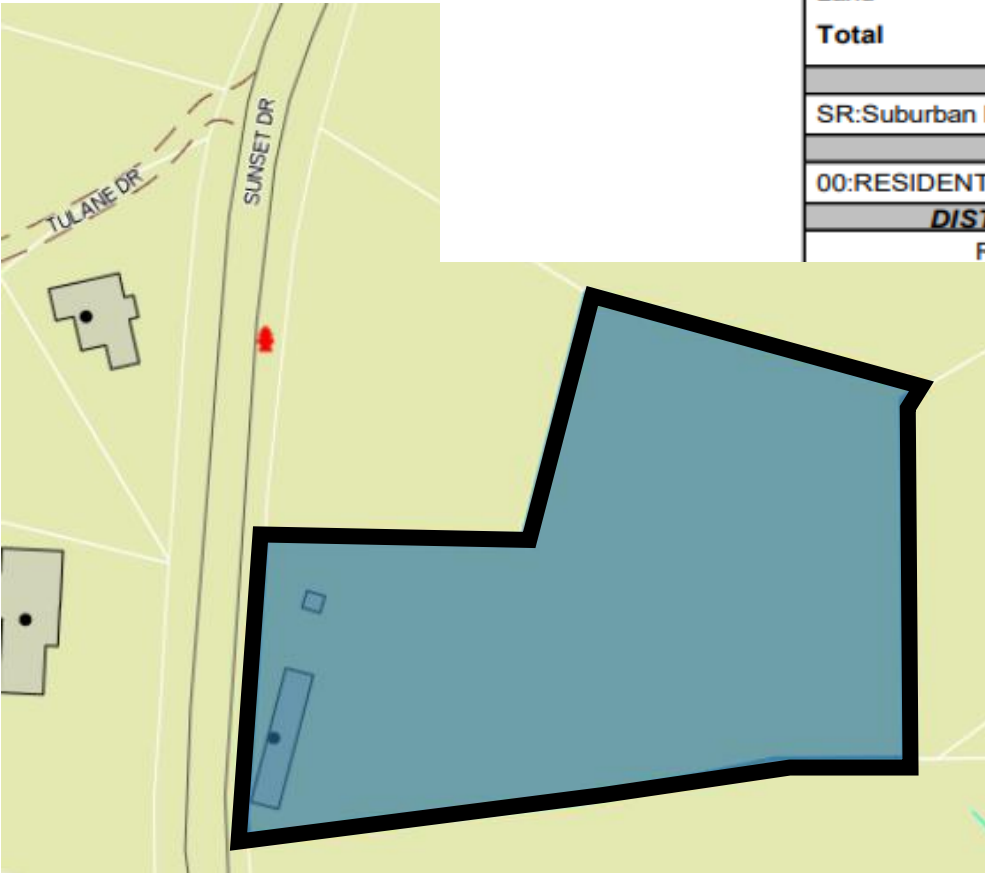 Total
SR:Suburban
00:RESIDENT
DIST
TULANE DR
SUNSET DR